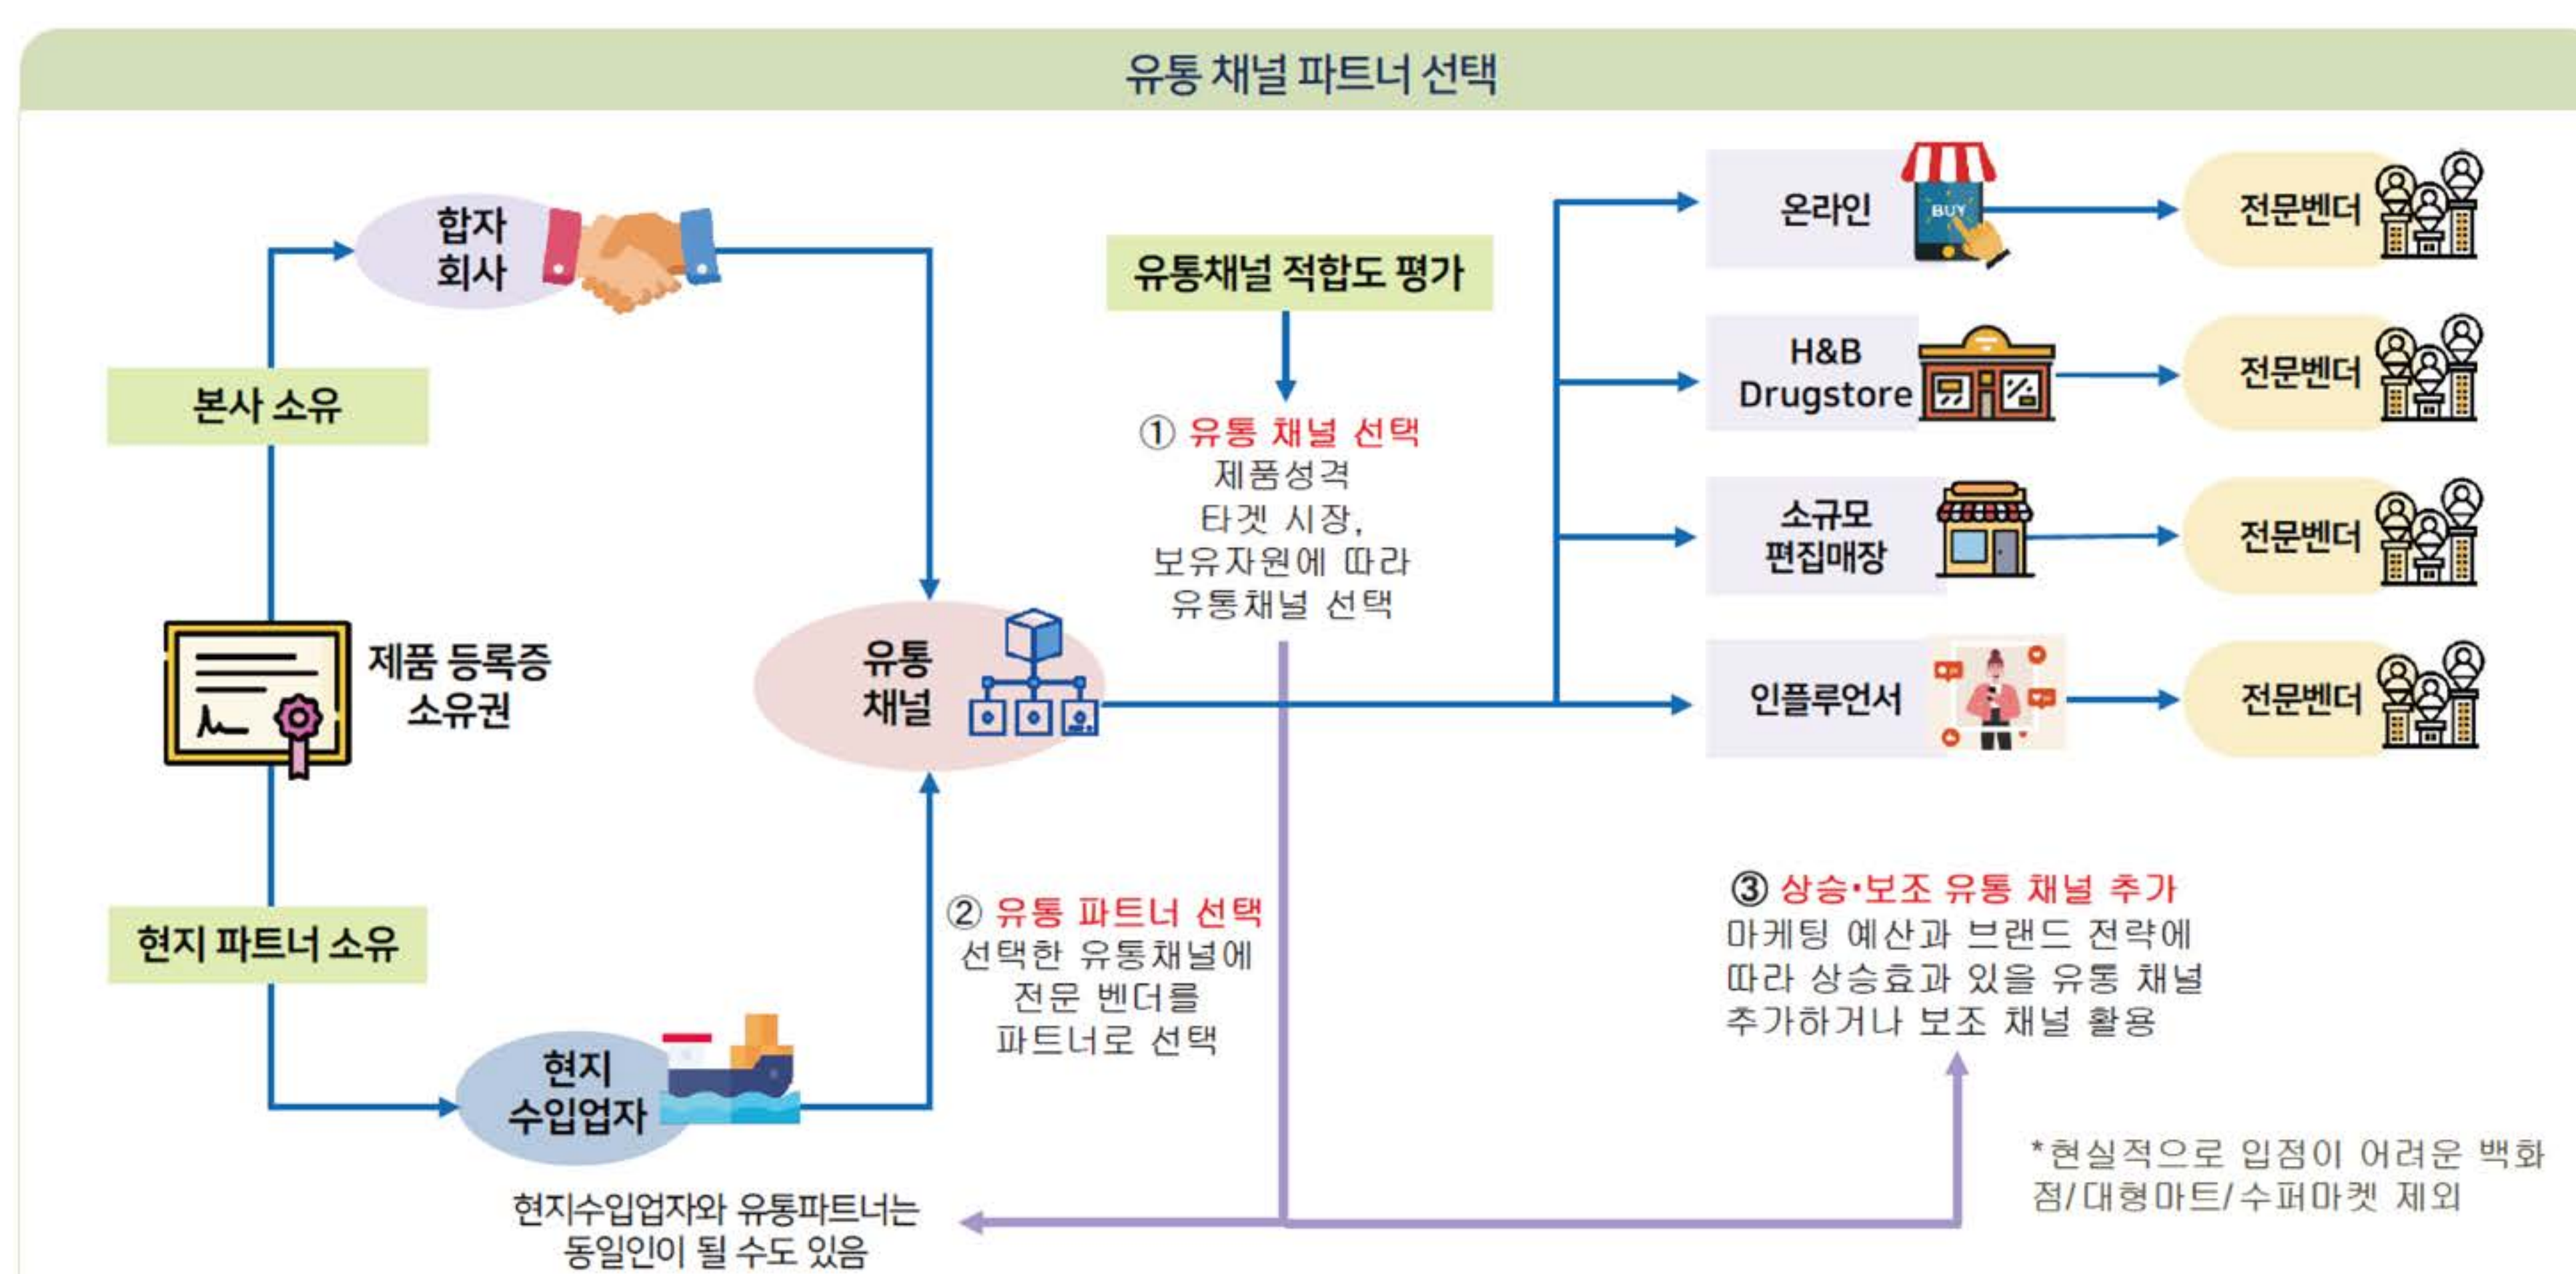 유통 채널 파트너 선택
합자
회사
본사 소유
제품 등록증
소유권
현지 파트너 소유
현지
수입업자
현지수입업자와 유통파트너는
동일인이 될 수도 있음
유통
채널
유통채널 적합도 평가
① 유통 채널 선택
제품성격
타겟 시장,
보유자원에 따라
유통채널 선택
② 유통 파트너 선택
선택한 유통채널에
전문 벤더를
파트너로 선택
온라인
BUY
전문벤더
H&B
Drugstore
전문벤더
소규모
편집매장
전문벤더
인플루언서
전문벤더
③ 상승·보조 유통 채널 추가
마케팅 예산과 브랜드 전략에
따라 상승효과 있을 유통 채널
추가하거나 보조 채널 활용
*현실적으로 입점이 어려운 백화
점/대형마트/수퍼마켓 제외